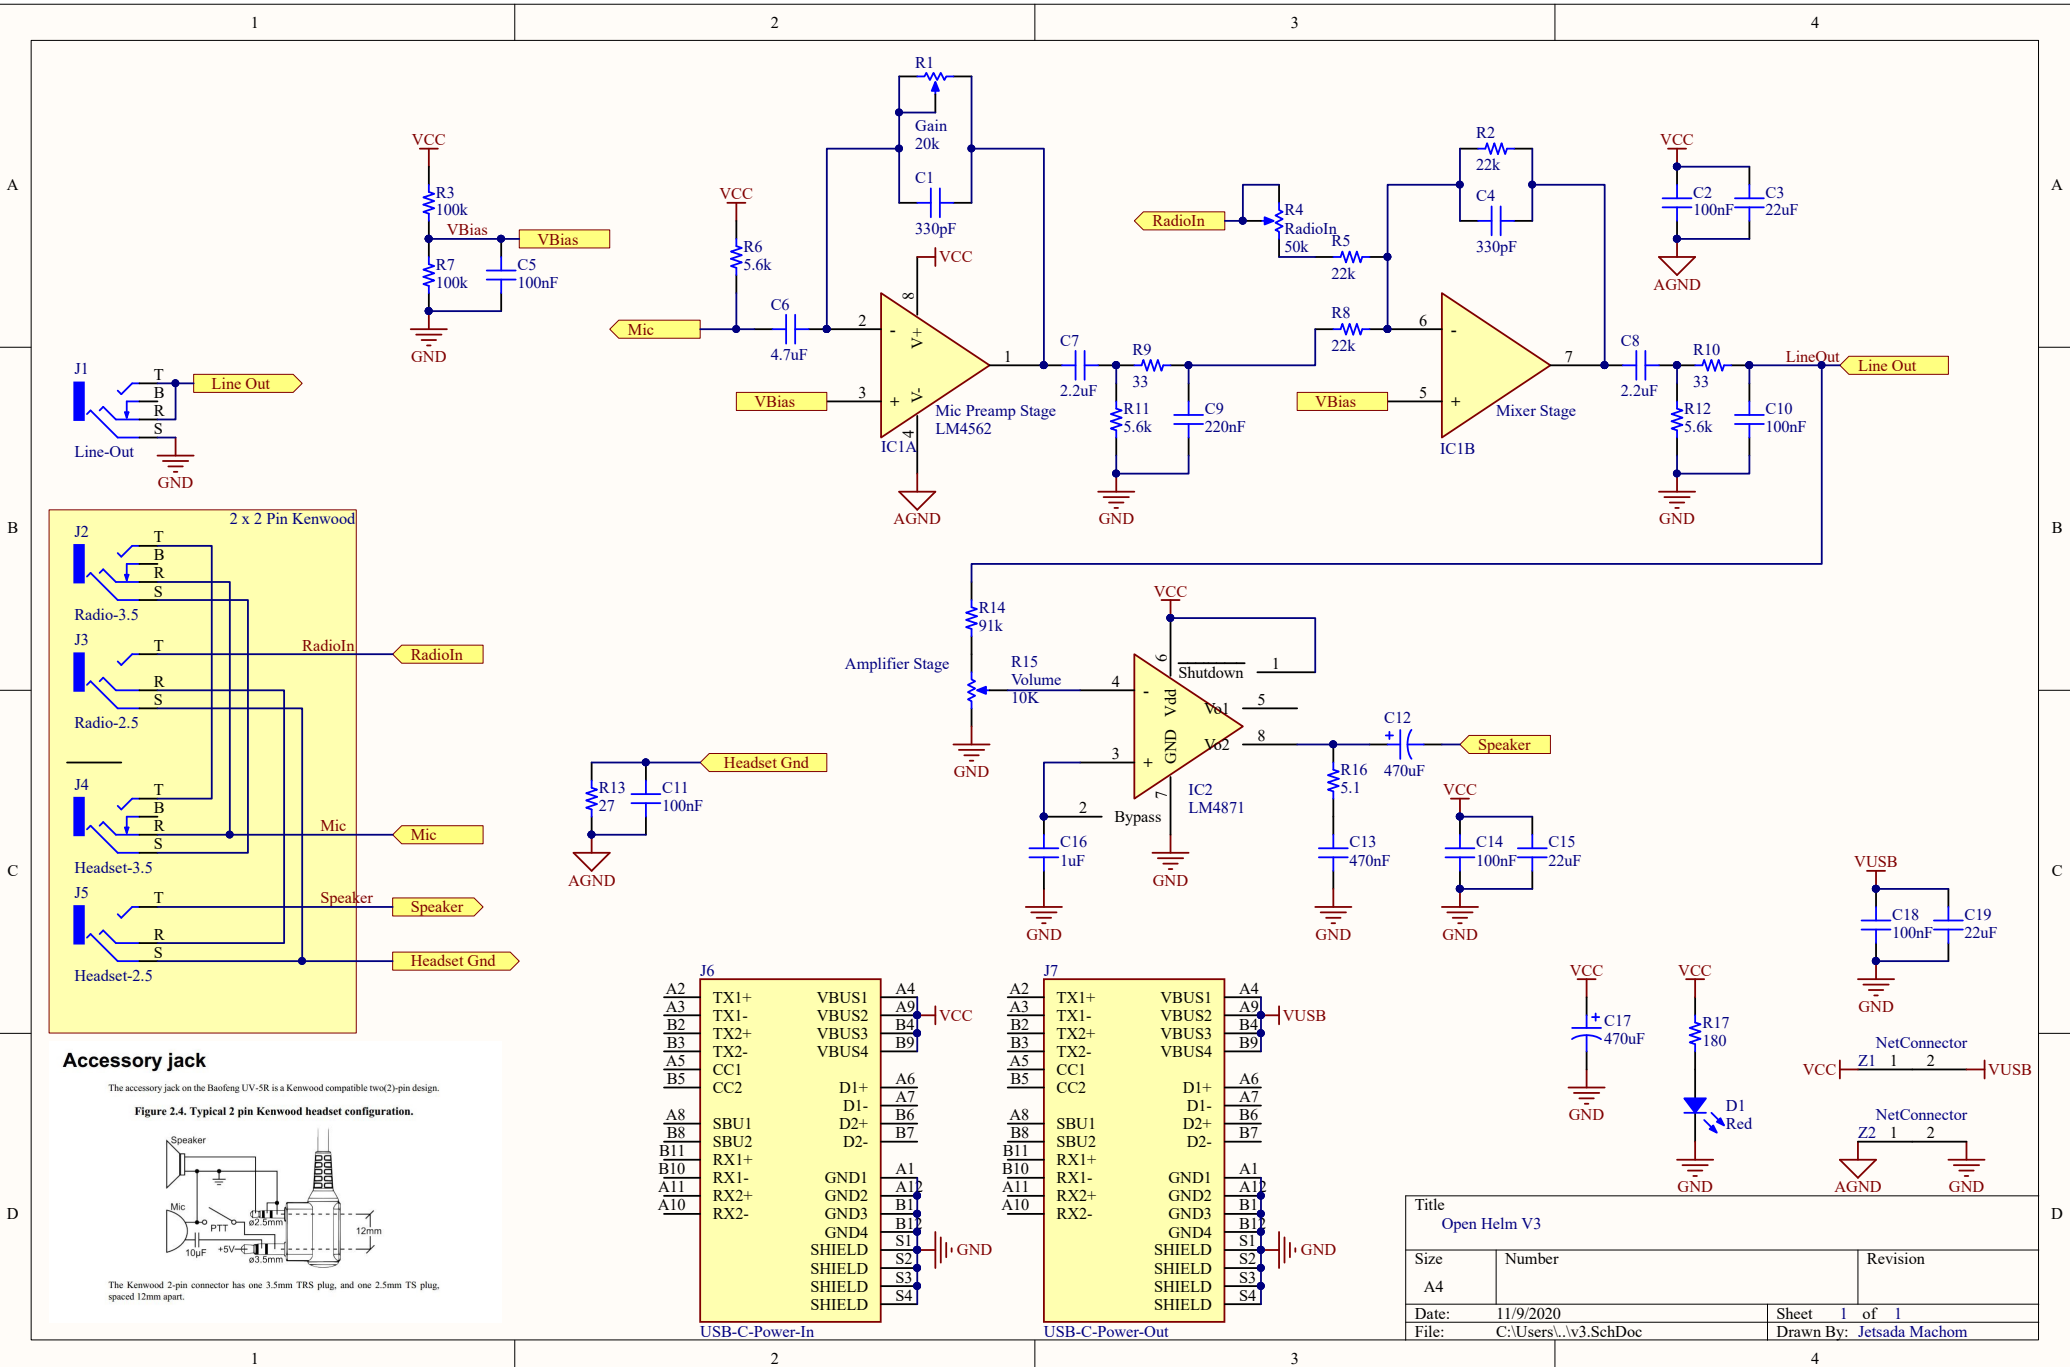 1
2
3
4
A
A
B
B
C
C
D
D
1
2
3
4
VCC
R3
100k
VBias
VBias
R7
100k
C5
100nF
GND
VCC
R6
5.6k
Mic
C6
4.7uF
R1
Gain
20k
C1
330pF
VCC
8
2
-
V+
1
VBias
3
+
V-
4
Mic Preamp Stage
LM4562
IC1A
AGND
C7
2.2uF
R9
33
R11
5.6k
C9
220nF
GND
RadioIn
R4
RadioIn
50k
R5
22k
R8
22k
R2
22k
C4
330pF
6
-
7
VBias
5
+
Mixer Stage
IC1B
VCC
C2
100nF
C3
22uF
AGND
C8
2.2uF
R10
33
LineOut
Line Out
R12
5.6k
C10
100nF
GND
J1
T
B
R
S
Line Out
Line-Out
GND
2 x 2 Pin Kenwood
J2
T
B
R
S
Radio-3.5
J3
T
R
S
RadioIn
RadioIn
Radio-2.5
J4
T
B
R
S
Mic
Mic
Headset-3.5
J5
T
R
S
Speaker
Speaker
Headset Gnd
Headset-2.5
Headset Gnd
R13
27
C11
100nF
AGND
R14
91k
Amplifier Stage
R15
Volume
10K
GND
VCC
6
Shutdown
1
4
-
Vdd
Vo1
5
Vo2
8
GND
3
+
7
2
Bypass
IC2
LM4871
C16
1uF
GND
GND
C12
+
470uF
Speaker
R16
5.1
C13
470nF
GND
VCC
C14
100nF
C15
22uF
GND
VUSB
C18
100nF
C19
22uF
GND
VCC
+
C17
470uF
GND
VCC
R17
180
D1
Red
GND
NetConnector
VCC
Z1
1
2
VUSB
NetConnector
Z2
1
2
AGND
GND
J6
A2 TX1+ VBUS1 A4
A3 TX1- VBUS2 A9 VCC
B2 TX2+ VBUS3 B4
B3 TX2- VBUS4 B9
A5 CC1
B5 CC2 D1+ A6
D1- A7
A8 SBU1 D2+ B6
B8 SBU2 D2- B7
B11 RX1+
B10 RX1- GND1 A1
A11 RX2+ GND2 A12
A10 RX2- GND3 B1
GND4 B12
SHIELD S1 GND
SHIELD S2
SHIELD S3
SHIELD S4
USB-C-Power-In
J7
A2 TX1+ VBUS1 A4
A3 TX1- VBUS2 A9 VUSB
B2 TX2+ VBUS3 B4
B3 TX2- VBUS4 B9
A5 CC1
B5 CC2 D1+ A6
D1- A7
A8 SBU1 D2+ B6
B8 SBU2 D2- B7
B11 RX1+
B10 RX1- GND1 A1
A11 RX2+ GND2 A12
A10 RX2- GND3 B1
GND4 B12
SHIELD S1 GND
SHIELD S2
SHIELD S3
SHIELD S4
USB-C-Power-Out
Accessory jack
The accessory jack on the Baofeng UV-5R is a Kenwood compatible two(2)-pin design.
Figure 2.4. Typical 2 pin Kenwood headset configuration.
Speaker
Mic
PTT
10µF
+5V
ø2.5mm
ø3.5mm
12mm
The Kenwood 2-pin connector has one 3.5mm TRS plug, and one 2.5mm TS plug,
spaced 12mm apart.
Title
Open Helm V3
Size
Number
Revision
A4
Date: 11/9/2020
Sheet 1 of 1
File: C:\Users\..\v3.SchDoc
Drawn By: Jetsada Machom